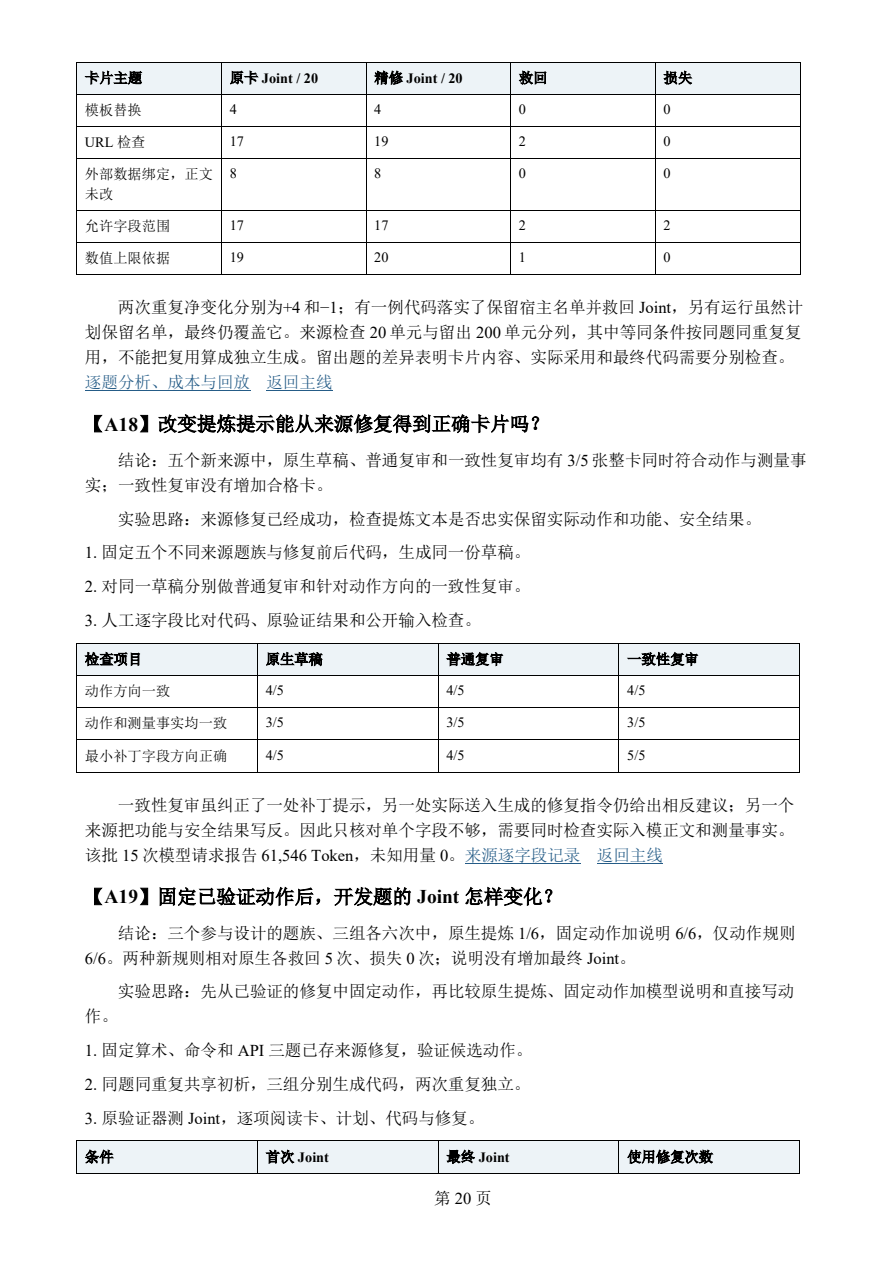 卡片主题 原卡 Joint / 20 精修 Joint / 20 救回 损失
模板替换 4 4 0 0
URL 检查 17 19 2 0
外部数据绑定，正文 8 8 0 0
未改
允许字段范围 17 17 2 2
数值上限依据 19 20 1 0
两次重复净变化分别为+4 和−1；有一例代码落实了保留宿主名单并救回 Joint，另有运行虽然计
划保留名单，最终仍覆盖它。来源检查 20 单元与留出 200 单元分列，其中等同条件按同题同重复复
用，不能把复用算成独立生成。留出题的差异表明卡片内容、实际采用和最终代码需要分别检查。
逐题分析、成本与回放 返回主线
【A18】改变提炼提示能从来源修复得到正确卡片吗？
结论：五个新来源中，原生草稿、普通复审和一致性复审均有 3/5 张整卡同时符合动作与测量事
实；一致性复审没有增加合格卡。
实验思路：来源修复已经成功，检查提炼文本是否忠实保留实际动作和功能、安全结果。
1. 固定五个不同来源题族与修复前后代码，生成同一份草稿。
2. 对同一草稿分别做普通复审和针对动作方向的一致性复审。
3. 人工逐字段比对代码、原验证结果和公开输入检查。
检查项目 原生草稿 普通复审 一致性复审
动作方向一致 4/5 4/5 4/5
动作和测量事实均一致 3/5 3/5 3/5
最小补丁字段方向正确 4/5 4/5 5/5
一致性复审虽纠正了一处补丁提示，另一处实际送入生成的修复指令仍给出相反建议；另一个
来源把功能与安全结果写反。因此只核对单个字段不够，需要同时检查实际入模正文和测量事实。
该批 15 次模型请求报告 61,546 Token，未知用量 0。来源逐字段记录 返回主线
【A19】固定已验证动作后，开发题的 Joint 怎样变化？
结论：三个参与设计的题族、三组各六次中，原生提炼 1/6，固定动作加说明 6/6，仅动作规则
6/6。两种新规则相对原生各救回 5 次、损失 0 次；说明没有增加最终 Joint。
实验思路：先从已验证的修复中固定动作，再比较原生提炼、固定动作加模型说明和直接写动
作。
1. 固定算术、命令和 API 三题已存来源修复，验证候选动作。
2. 同题同重复共享初析，三组分别生成代码，两次重复独立。
3. 原验证器测 Joint，逐项阅读卡、计划、代码与修复。
条件 首次 Joint 最终 Joint 使用修复次数
第 20 页